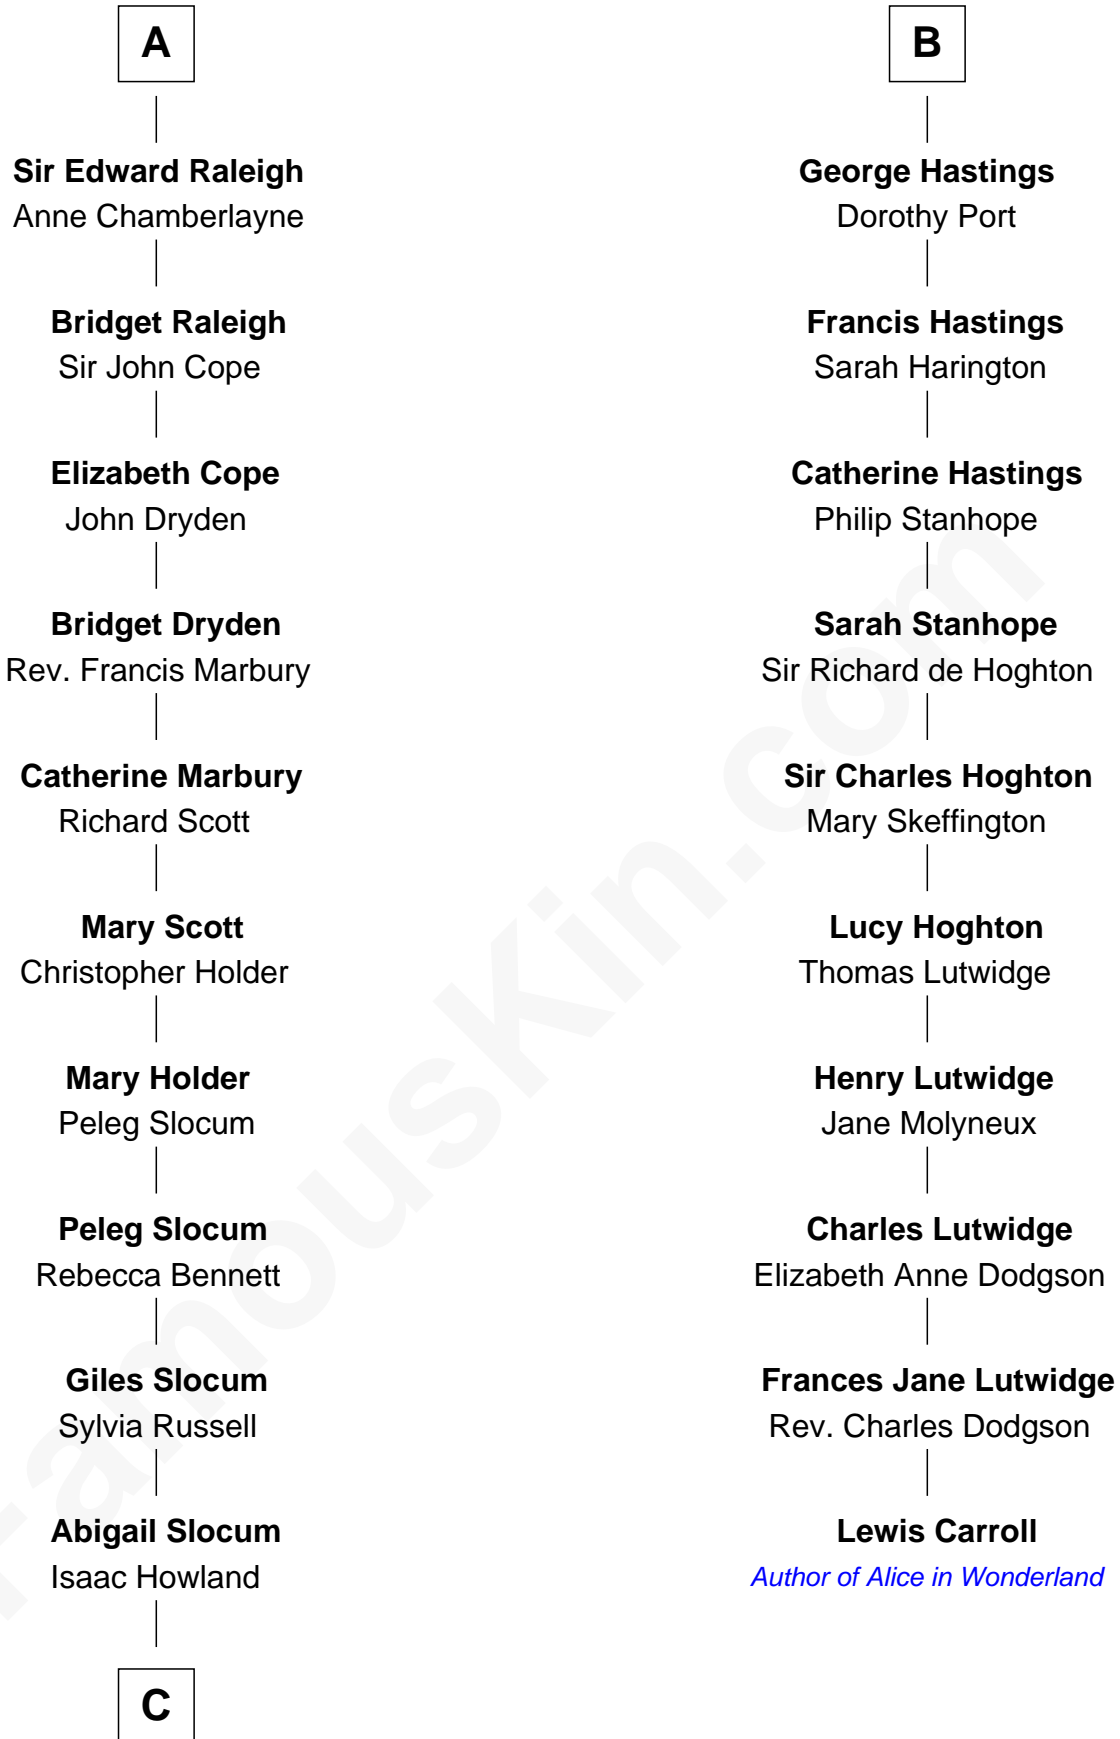 A
Sir Edward Raleigh
Anne Chamberlayne
Bridget Raleigh
Sir John Cope
Elizabeth Cope
John Dryden
Bridget Dryden
Rev. Francis Marbury
Catherine Marbury
Richard Scott
Mary Scott
Christopher Holder
Mary Holder
Peleg Slocum
Peleg Slocum
Rebecca Bennett
Giles Slocum
Sylvia Russell
Abigail Slocum
Isaac Howland
C
B
George Hastings
Dorothy Port
Francis Hastings
Sarah Harington
Catherine Hastings
Philip Stanhope
Sarah Stanhope
Sir Richard de Hoghton
Sir Charles Hoghton
Mary Skeffington
Lucy Hoghton
Thomas Lutwidge
Henry Lutwidge
Jane Molyneux
Charles Lutwidge
Elizabeth Anne Dodgson
Frances Jane Lutwidge
Rev. Charles Dodgson
Lewis Carroll
Author of Alice in Wonderland
FamousKin.com